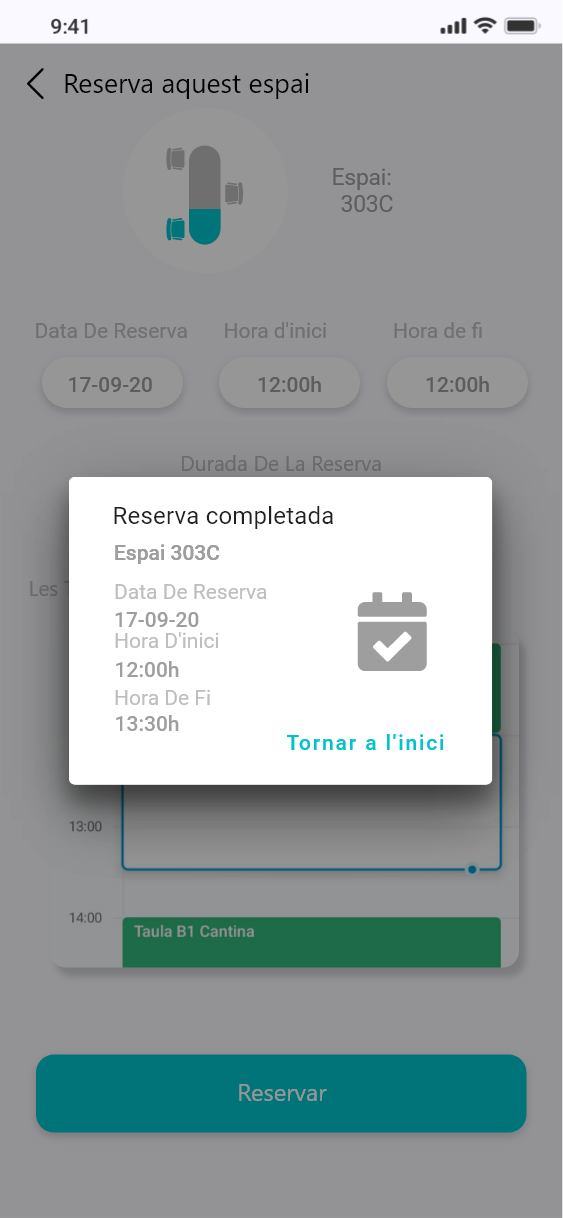 9:41
Reserva aquest espai
Espai:
303C
Data De Reserva Hora d'inici Hora de fi
17-09-20 12:00h 12:00h
Durada De La Reserva
Reserva completada
Espai 303C
Les
Data De Reserva
17-09-20
Hora D'inici
12:00h
Hora De Fi
13:30h
Tornar a l'inici
13:00
14:00
Taula B1 Cantina
Reservar